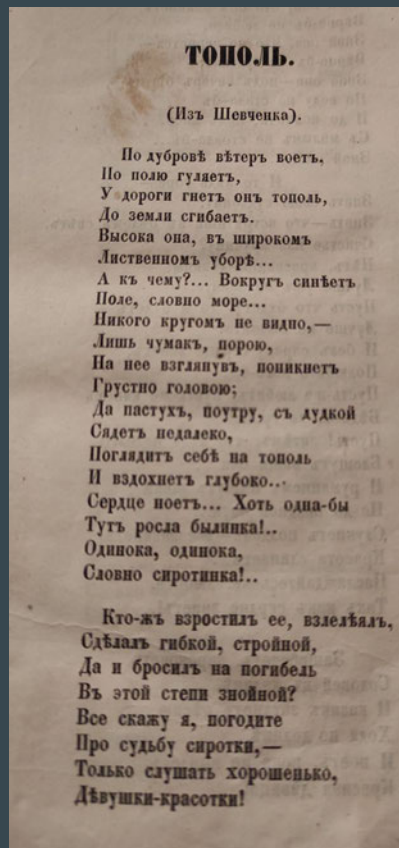 ТОПОЛЬ.
(Изъ Шевченка).
По дубровѣ вѣтеръ воетъ,
По полю гуляетъ,
У дороги гнетъ онъ тополь,
До земли сгибаетъ.
Высока она, въ широкомъ
Лиственномъ уборѣ...
А къ чему?... Вокругъ синѣетъ
Поле, словно море...
Никого кругомъ не видно,—
Лишь чумакъ, порою,
На нее взглянувъ, поникнетъ
Грустно головою;
Да пастухъ, поутру, съ дудкой
Сядетъ недалеко,
Поглядитъ себѣ на тополь
И вздохнетъ глубоко...
Сердце ноетъ... Хоть одна-бы
Тутъ росла былинка!..
Одинока, одинока,
Словно сиротинка!..
Кто-жъ взростилъ ее, взлелѣялъ,
Сдѣлалъ гибкой, стройной,
Да и бросилъ на погибель
Въ этой степи знойной?
Все скажу я, погодите
Про судьбу сиротки,—
Только слушать хорошенько,
Дѣвушки-красотки!